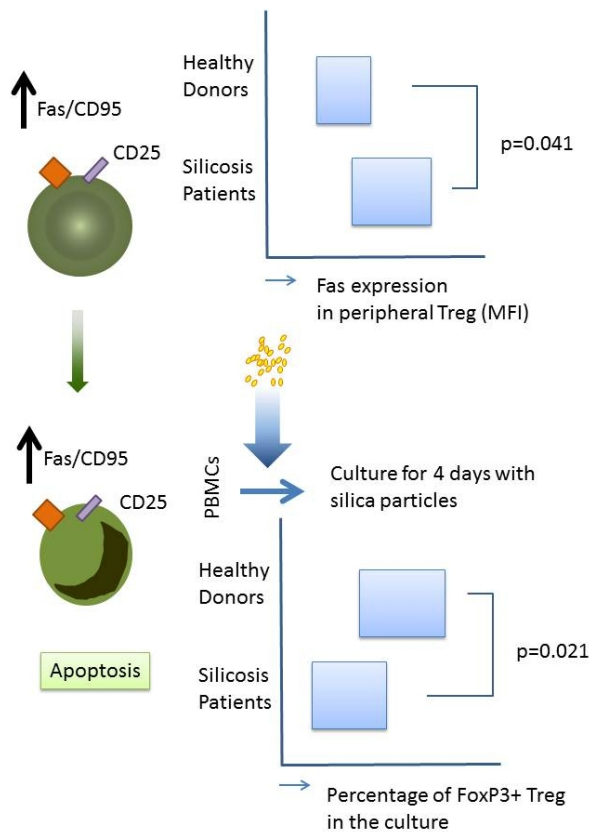 Fas/CD95
CD25
Healthy
Donors
Silicosis
Patients
p=0.041
Fas expression
in peripheral Treg (MFI)
Fas/CD95
CD25
Apoptosis
PBMCs
Culture for 4 days with
silica particles
Healthy
Donors
Silicosis
Patients
p=0.021
Percentage of FoxP3+ Treg
in the culture